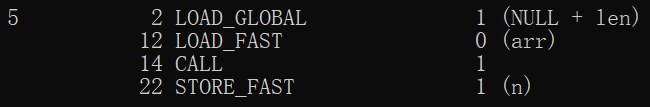 5           2 LOAD_GLOBAL              1 (NULL + len)
           12 LOAD_FAST                0 (arr)
           14 CALL                     1
           22 STORE_FAST               1 (n)